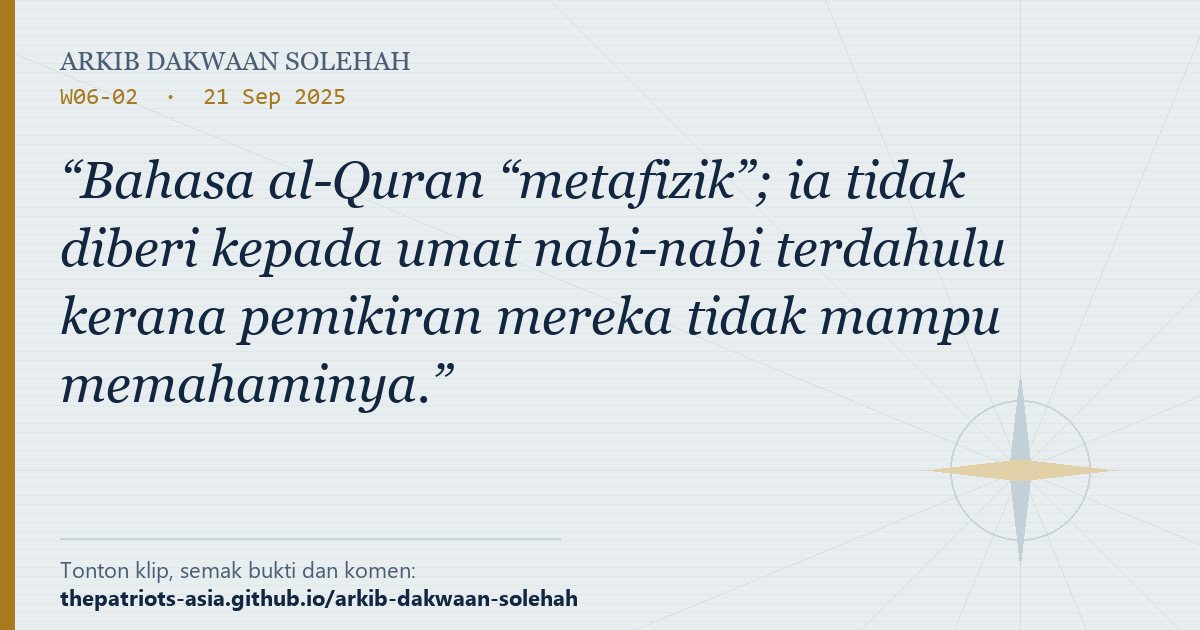 ARKIB DAKWAAN SOLEHAH
W06-02 · 21 Sep 2025
“Bahasa al-Quran “metafizik”; ia tidak
diberi kepada umat nabi-nabi terdahulu
kerana pemikiran mereka tidak mampu
memahaminya.”
Tonton klip, semak bukti dan komen:
thepatriots-asia.github.io/arkib-dakwaan-solehah